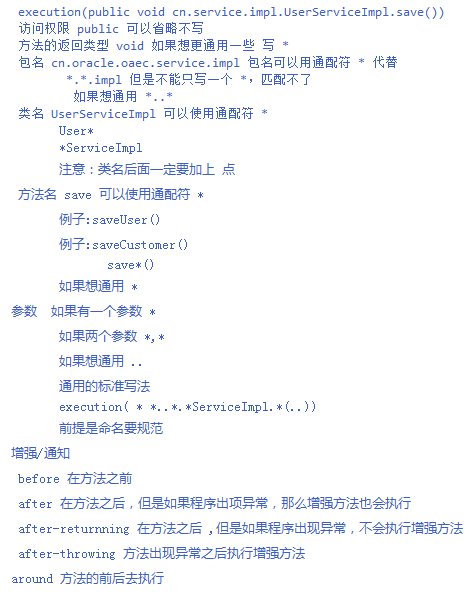 execution(public void cn.service.impl.UserServiceImpl.save())
访问权限 public 可以省略不写
方法的返回类型 void 如果想更通用一些 写 *
包名 cn.oracle.oaec.service.impl 包名可以用通配符 * 代替
*.*.impl 但是不能只写一个 *，匹配不了
如果想通用 *..*
类名 UserServiceImpl 可以使用通配符 *
User*
*ServiceImpl
注意：类名后面一定要加上 点
方法名 save 可以使用通配符 *
例子:saveUser()
例子:saveCustomer()
save*()
如果想通用 *
参数 如果有一个参数 *
如果两个参数 *,*
如果想通用 ..
通用的标准写法
execution( * *..*.*ServiceImpl.*(..))
前提是命名要规范
增强/通知
before 在方法之前
after 在方法之后，但是如果程序出项异常，那么增强方法也会执行
after-returnning 在方法之后 ,但是如果程序出现异常，不会执行增强方法
after-throwing 方法出现异常之后执行增强方法
around 方法的前后去执行